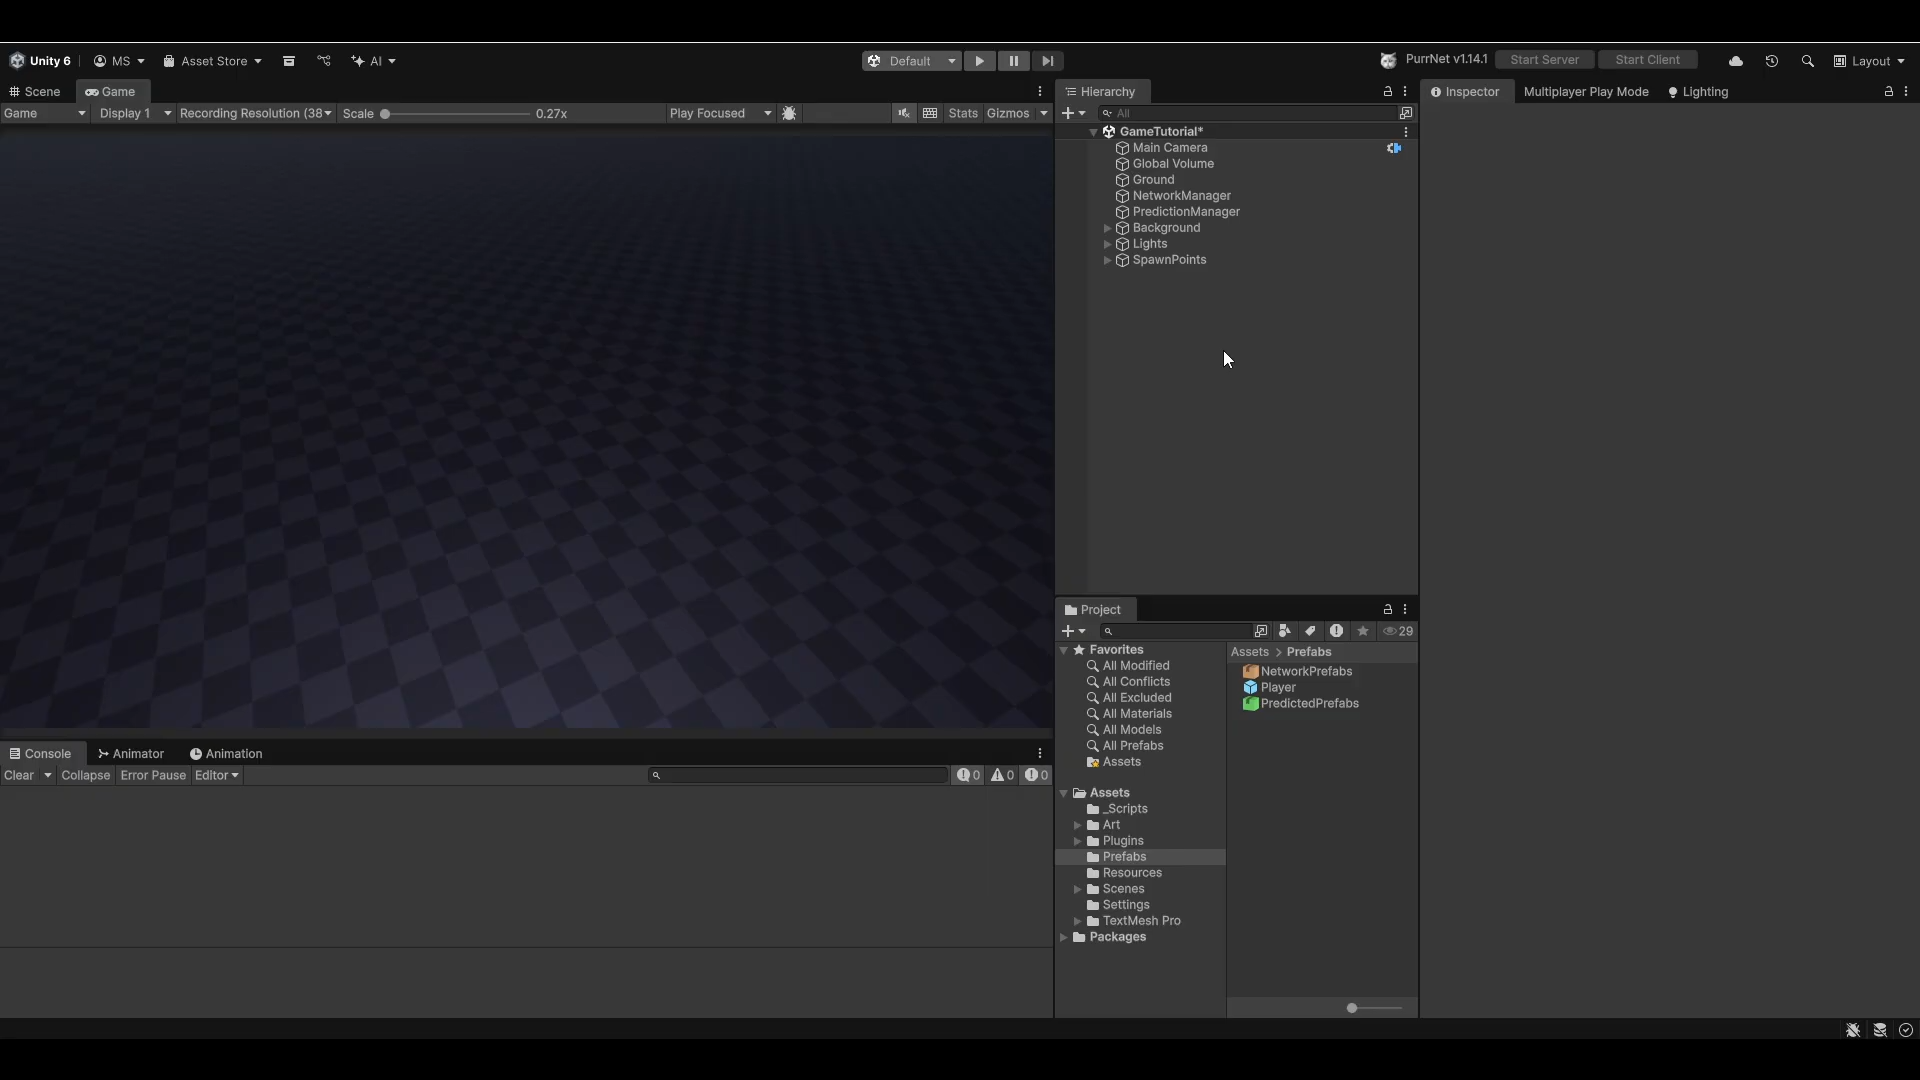 Unity 6 MS Asset Store AI Default PurrNet v1.14.1 Start Server Start Client Layout
Scene Game
Game Display 1 Recording Resolution (38 Scale 0.27x Play Focused Stats Gizmos
Hierarchy
All
GameTutorial*
Main Camera
Global Volume
Ground
NetworkManager
PredictionManager
Background
Lights
SpawnPoints
Inspector Multiplayer Play Mode Lighting
Project
29
Favorites
All Modified
All Conflicts
All Excluded
All Materials
All Models
All Prefabs
Assets
Assets
_Scripts
Art
Plugins
Prefabs
Resources
Scenes
Settings
TextMesh Pro
Packages
Assets > Prefabs
NetworkPrefabs
Player
PredictedPrefabs
Console Animator Animation
Clear Collapse Error Pause Editor 0 0 0